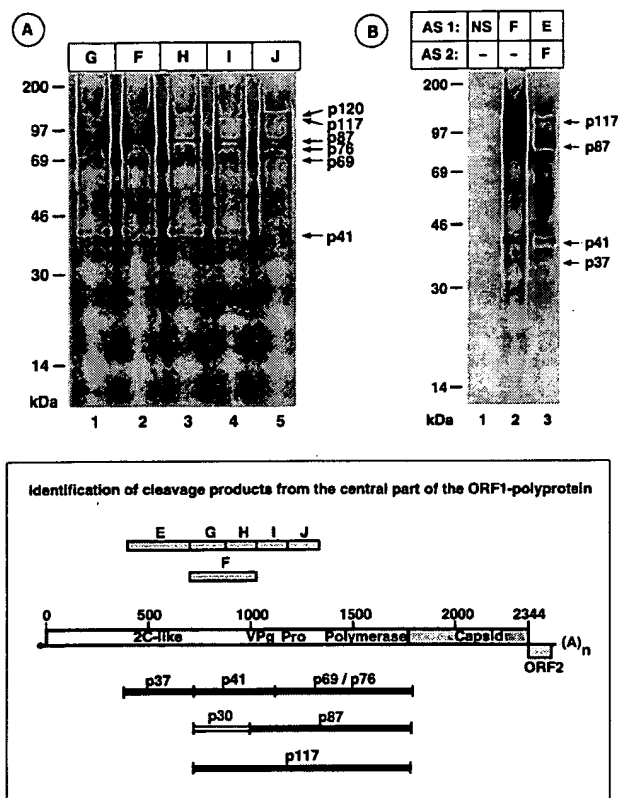 A
G F H I J
200
97
69
46
30
14
kDa
p120
p117
p87
p76
p69
p41
1 2 3 4 5
B
AS 1: NS F E
AS 2: – – F
200
97
69
46
30
14
kDa 1 2 3
p117
p87
p41
p37
Identification of cleavage products from the central part of the ORF1-polyprotein
E G H I J
F
0 500 1000 1500 2000 2344
2C-like VPg Pro Polymerase Capsid (A)n
ORF2
p37 p41 p69 / p76
p30 p87
p117